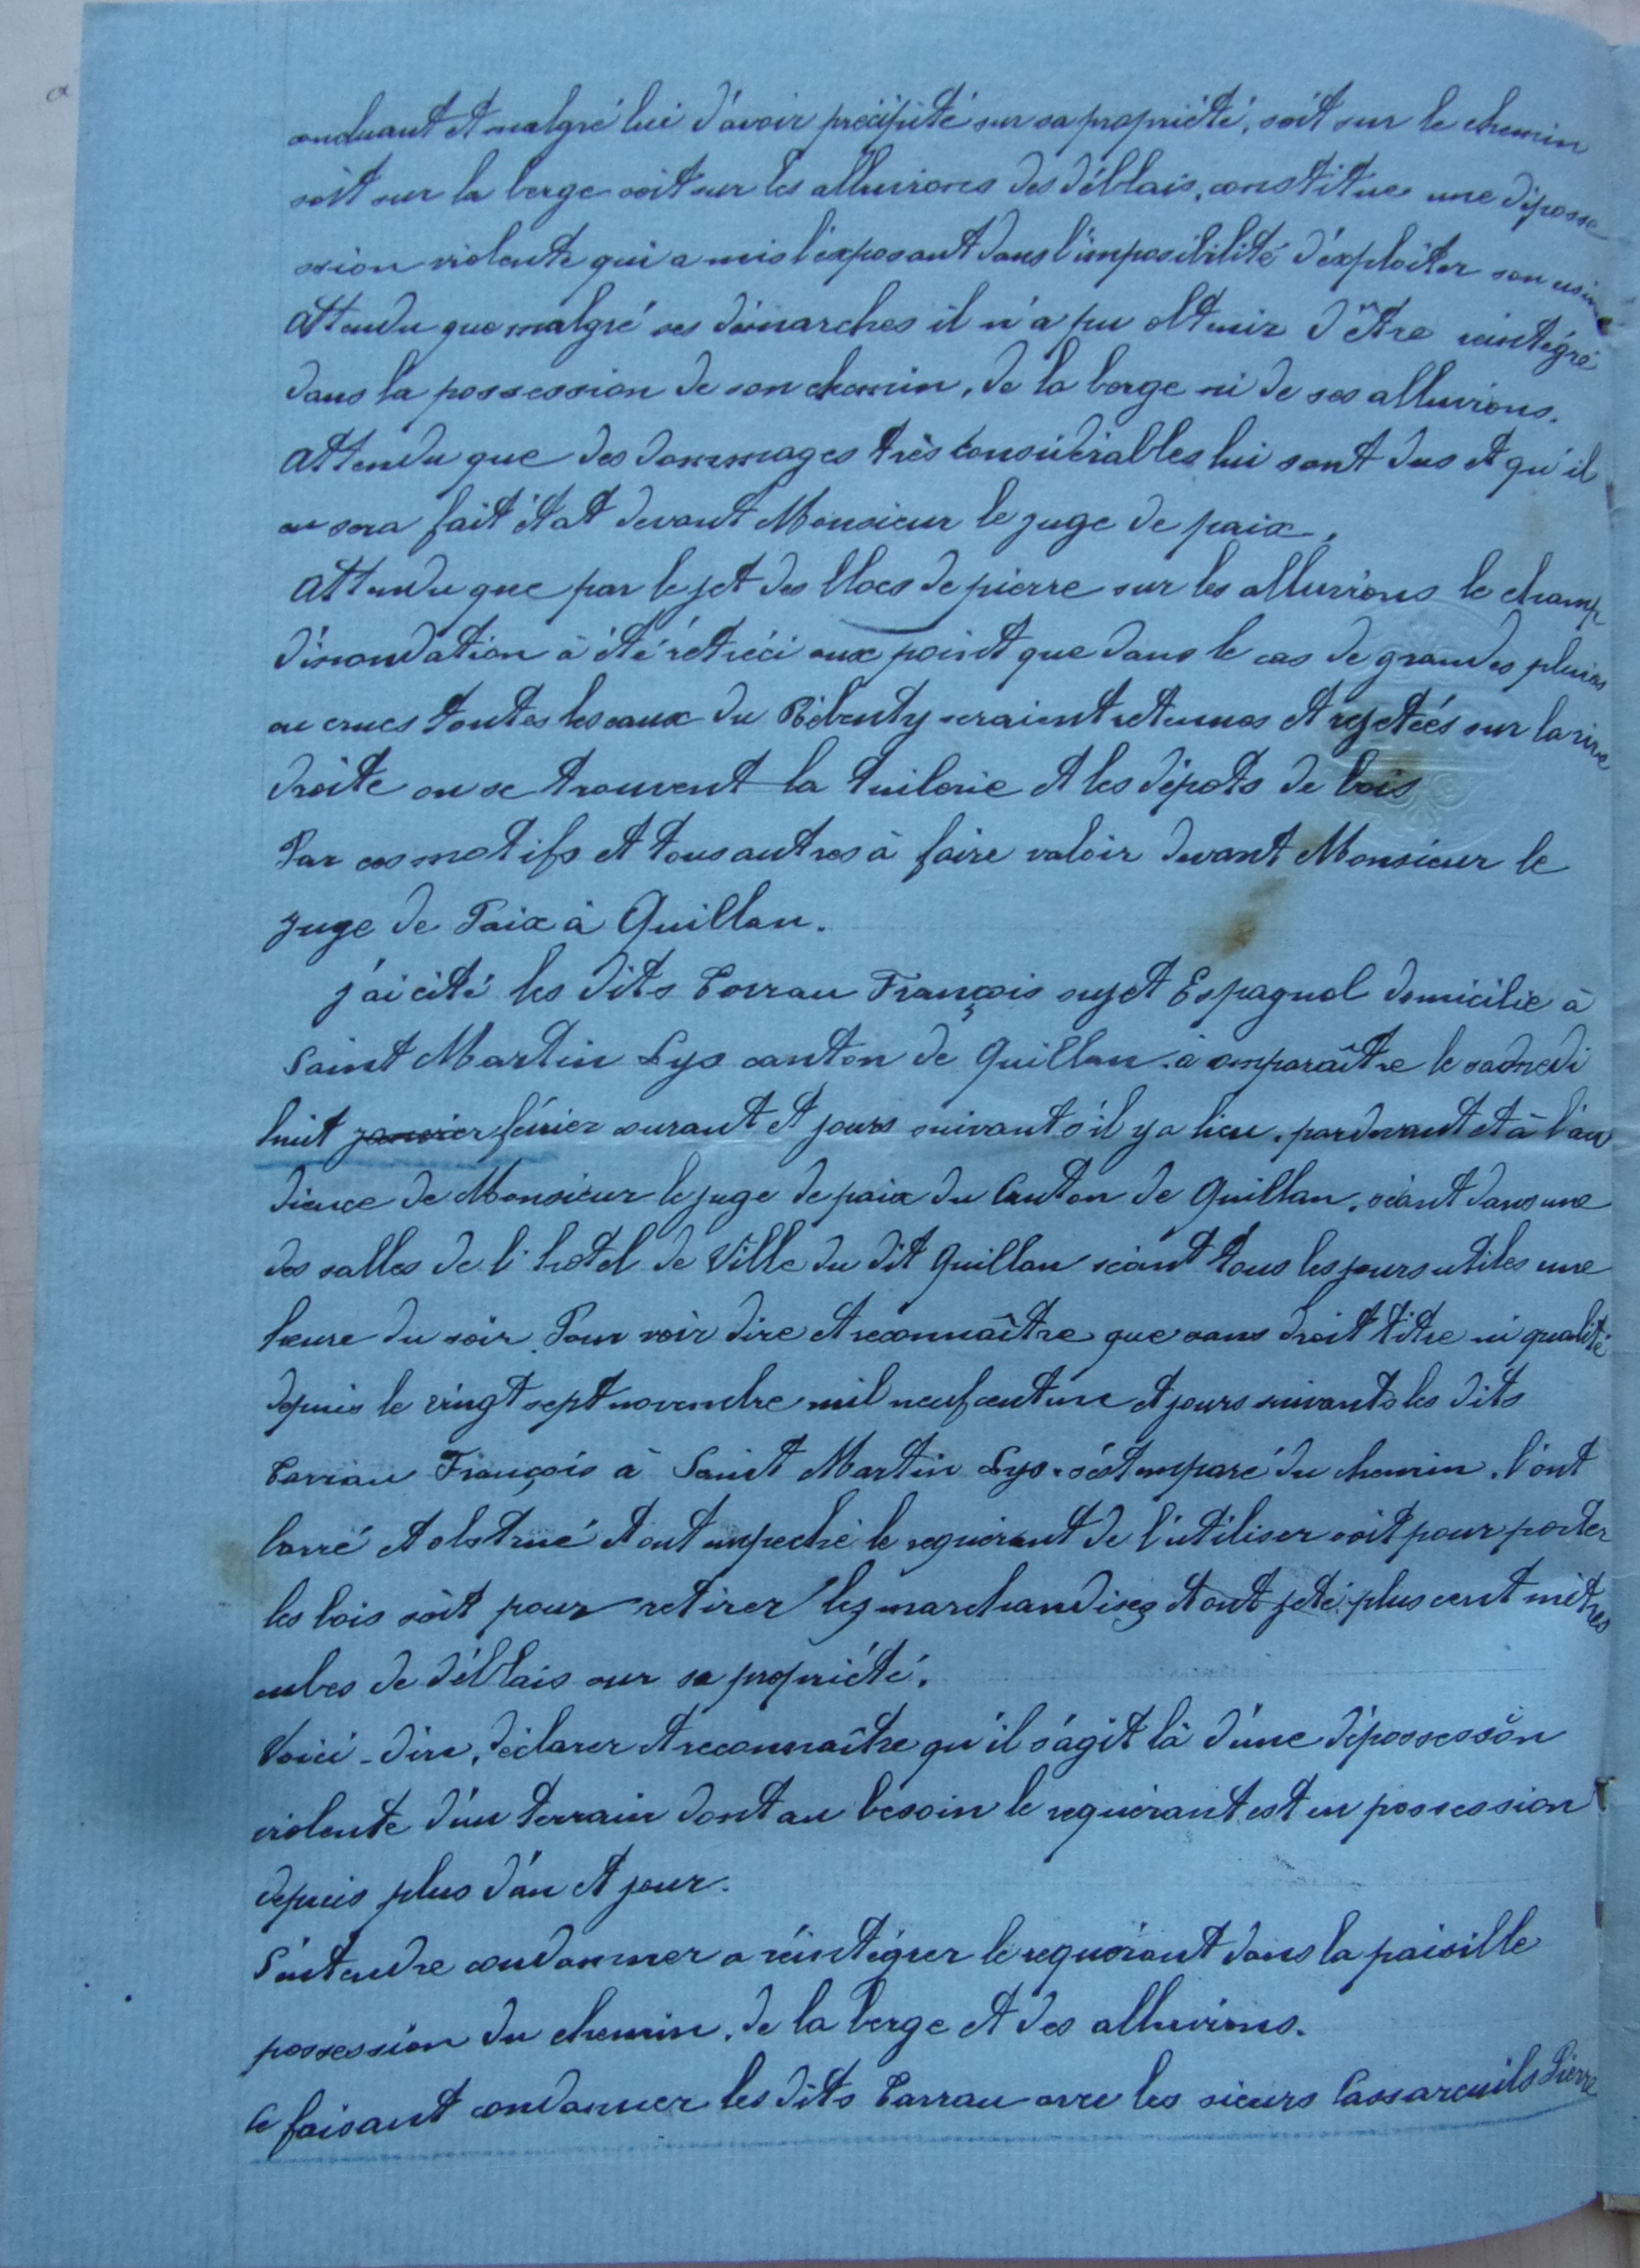 conduant et malgré lui d'avoir précipité sur sa propriété, soit sur le chemin
soit sur la berge soit sur les alluvions des déblais, constitue une déposse
ssion violente qui a mis l'exposant dans l'imposibilité d'exploiter son usine
Attendu que malgré ses démarches il n'a pu obtenir d'être réintégré
dans la possession de son chemin, de la berge ni de ses alluvions.
Attendu que des dommages très considérables lui sont dus et qu'il
en sera fait état devant Monsieur le juge de paix.
Attendu que par le jet des blocs de pierre sur les alluvions le champ
d'inondation à été rétréci aux point que dans le cas de grandes pluies
ou crues toutes les eaux du Rébenty seraient retenues et rejetées sur la rive
droite ou se trouvent la tuilerie et les dépots de bois
Par ces motifs et tous autres à faire valoir devant Monsieur le
juge de Paix à Quillan.
j'ai cité les dits Tarrau François sujet Espagnol domicilié à
Saint Martin Lys canton de Quillan. à comparaître le samedi
huit janvier février courant et jours suivant s'il y a lieu, pardevant et à l'au
dience de Monsieur le juge de paix du Canton de Quillan, séant dans une
des salles de l'hôtel de Ville du dit Quillan séant tous les jours utiles une
heure du soir. Pour voir dire et reconnaître que sans droit titre ni qualité
depuis le vingt sept novembre mil neuf cent un et jours suivants les dits
Tarrau François à Saint Martin Lys. s'est emparé du chemin, l'ont
barré et obstrué et ont empeché le requérant de l'utiliser soit pour porter
les bois soit pour retirer les marchandises et ont jeté plus cent mètres
cubes de déblais sur sa propriété.
Voici - dire, déclarer et reconnaître qu'il s'agit là d'une dépossessïon
violente d'un terrain dont au besoin le requérant est en possession
depuis plus d'an et jour.
S'entendre condamner a réintégrer le requérant dans la paisible
possession du chemin, de la berge et des alluvions.
Ce faisant condamner les dits Tarrau avec les sieurs Cassareuils Pierre